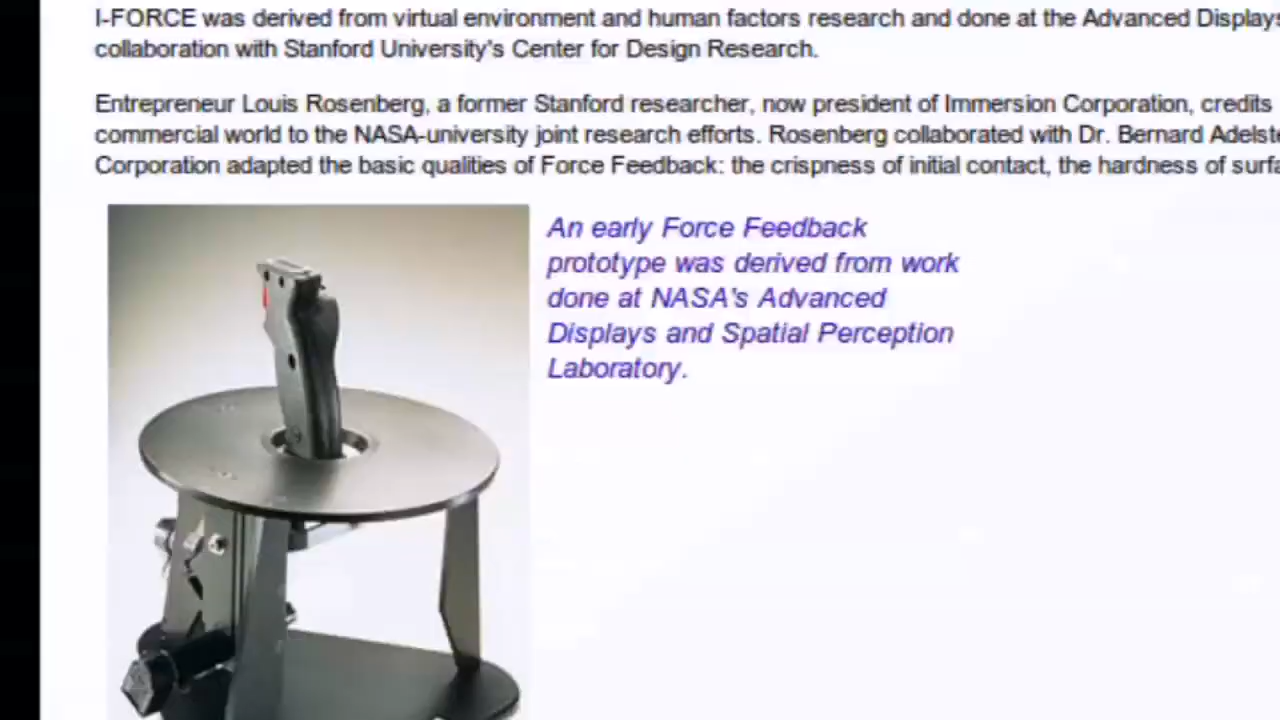 I-FORCE was derived from virtual environment and human factors research and done at the Advanced Displays
collaboration with Stanford University's Center for Design Research.
Entrepreneur Louis Rosenberg, a former Stanford researcher, now president of Immersion Corporation, credits
commercial world to the NASA-university joint research efforts. Rosenberg collaborated with Dr. Bernard Adelste
Corporation adapted the basic qualities of Force Feedback: the crispness of initial contact, the hardness of surfa
An early Force Feedback
prototype was derived from work
done at NASA's Advanced
Displays and Spatial Perception
Laboratory.